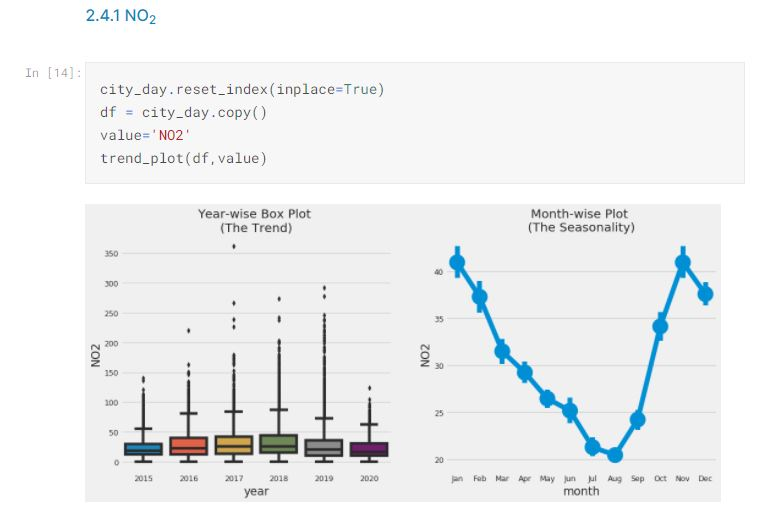 2.4.1 NO₂
In [14]:
city_day.reset_index(inplace=True)
df = city_day.copy()
value='NO2'
trend_plot(df,value)
Year-wise Box Plot
(The Trend)
350
300
250
200
150
100
50
0
NO2
2015 2016 2017 2018 2019 2020
year
Month-wise Plot
(The Seasonality)
40
35
30
25
20
NO2
Jan Feb Mar Apr May Jun Jul Aug Sep Oct Nov Dec
month